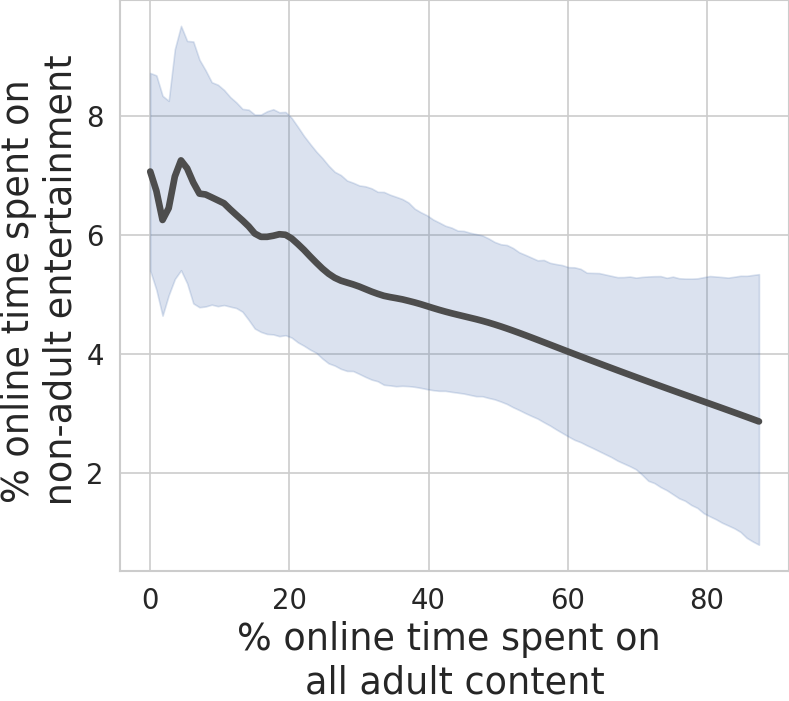 % online time spent on
non-adult entertainment
8
6
4
2
0 20 40 60 80
% online time spent on
all adult content